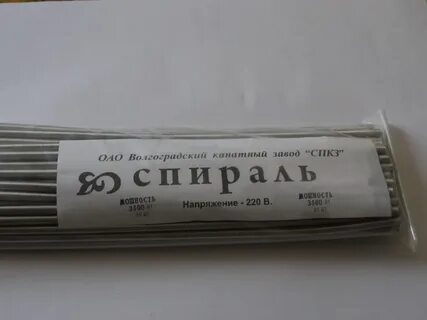 ОАО Волгоградский канатный завод "СПКЗ"
спираль
МОЩНОСТЬ
Напряжение - 220 В.
МОЩНОСТЬ